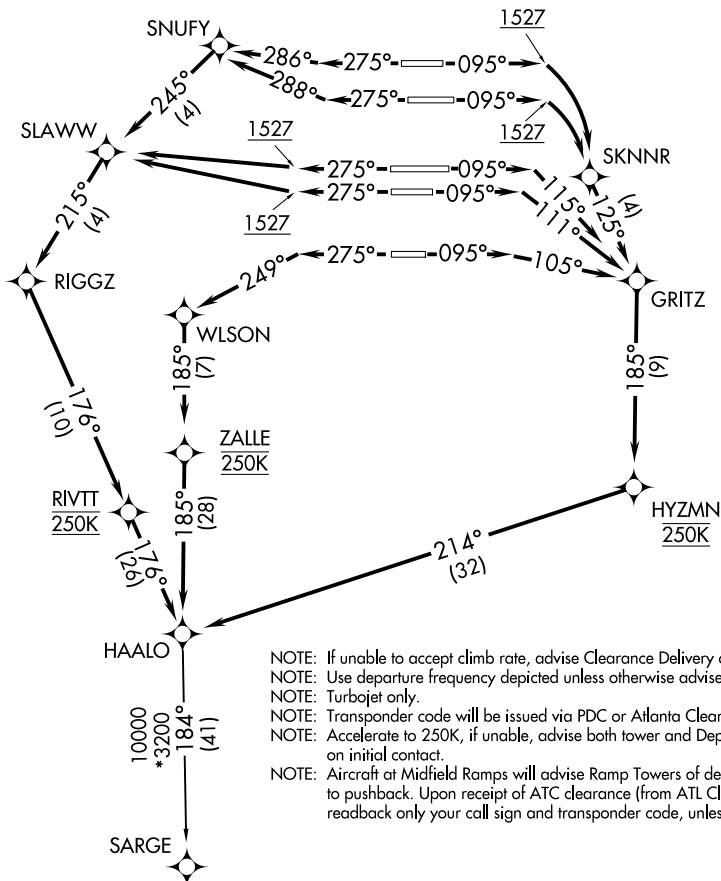 1527
SNUFY
286° 275° 095°
288° 275° 095°
245°
(4)
1527
SLAWW
1527
SKNNR
275° 095°
275° 095°
115°
111°
125°
(4)
1527
215°
(4)
249° 275° 095° 105°
RIGGZ
GRITZ
WLSON
185°
(7)
185°
(9)
176°
(10)
ZALLE
250K
RIVTT
250K
185°
(28)
HYZMN
250K
176°
(26)
214°
(32)
HAALO
NOTE: If unable to accept climb rate, advise Clearance Delivery
NOTE: Use departure frequency depicted unless otherwise advise
NOTE: Turbojet only.
NOTE: Transponder code will be issued via PDC or Atlanta Clear
NOTE: Accelerate to 250K, if unable, advise both tower and Dep
on initial contact.
NOTE: Aircraft at Midfield Ramps will advise Ramp Towers of de
to pushback. Upon receipt of ATC clearance (from ATL Cl
readback only your call sign and transponder code, unles
10000
*3200
184°
(41)
SARGE